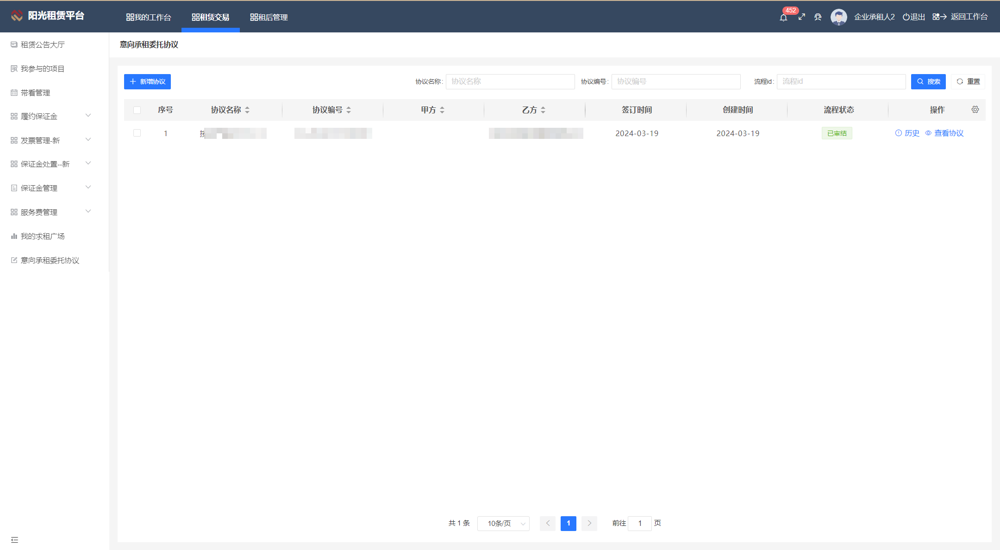 阳光租赁平台
我的工作台
租赁交易
租后管理
452
企业承租人2
退出
返回工作台
租赁公告大厅
我参与的项目
带看管理
履约保证金
发票管理-新
保证金处置--新
保证金管理
服务费管理
我的求租广场
意向承租委托协议
意向承租委托协议
新增协议
协议名称: 协议名称
协议编号: 协议编号
流程id: 流程id
搜索
重置
序号 协议名称 协议编号 甲方 乙方 签订时间 创建时间 流程状态 操作
1 2024-03-19 2024-03-19 已审结 历史 查看协议
共 1 条 10条/页 1 前往 1 页